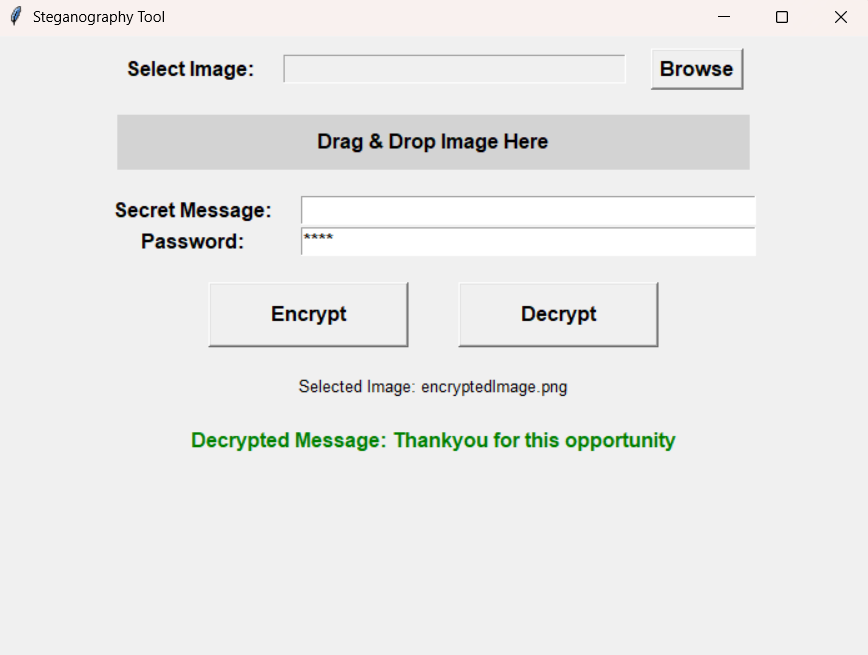 Steganography Tool
Select Image: Browse
Drag & Drop Image Here
Secret Message:
Password: ****
Encrypt Decrypt
Selected Image: encryptedImage.png
Decrypted Message: Thankyou for this opportunity